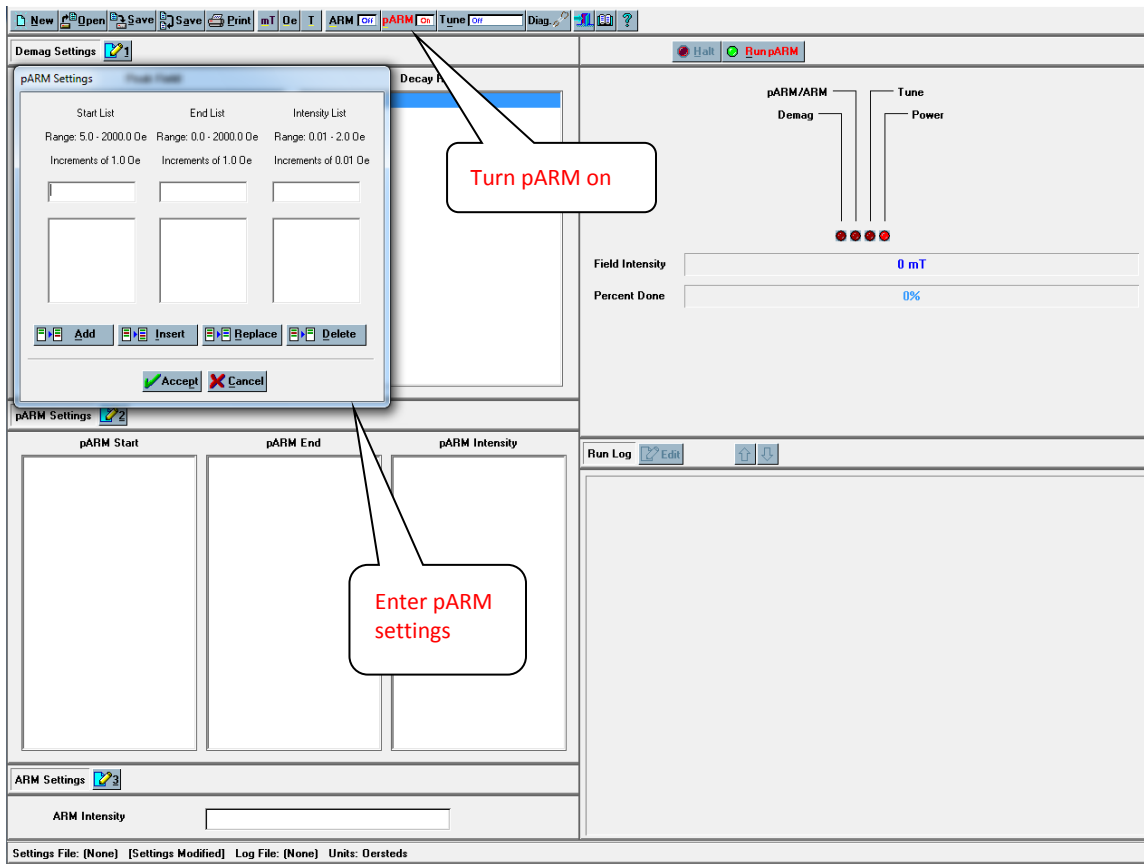 New Open Save Save Print mT Oe T ARM Off pARM On Tune Off Diag. ?
Demag Settings 1
Halt Run pARM
pARM Settings
Decay
Start List End List Intensity List
Range: 5.0 - 2000.0 Oe Range: 0.0 - 2000.0 Oe Range: 0.01 - 2.0 Oe
Increments of 1.0 Oe Increments of 1.0 Oe Increments of 0.01 Oe
Add Insert Replace Delete
Accept Cancel
Turn pARM on
pARM/ARM Tune
Demag Power
Field Intensity 0 mT
Percent Done 0%
pARM Settings 2
pARM Start pARM End pARM Intensity
Run Log Edit
Enter pARM
settings
ARM Settings 3
ARM Intensity
Settings File: (None) [Settings Modified] Log File: (None) Units: Oersteds